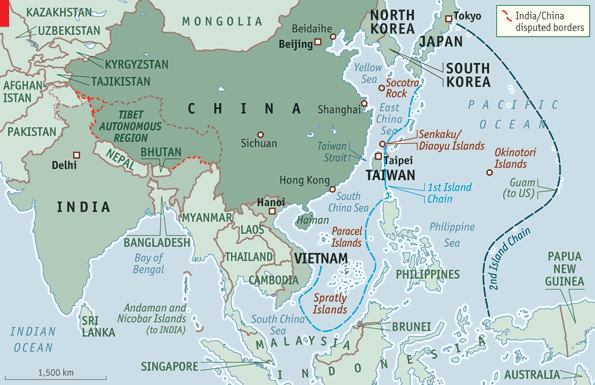 KAZAKHSTAN
UZBEKISTAN
KYRGYZSTAN
TAJIKISTAN
AFGHAN
ISTAN
PAKISTAN
MONGOLIA
Beidaihe
Beijing
NORTH
KOREA
Tokyo
JAPAN
SOUTH
KOREA
India/China
disputed borders
Yellow
Sea
Socotra
Rock
PACIFIC
OCEAN
CHINA
Shanghai
East
China
Sea
TIBET
AUTONOMOUS
REGION
Sichuan
Senkaku/
Diaoyu Islands
Taiwan
Strait
Taipei
TAIWAN
Okinotori
Islands
Delhi
NEPAL
BHUTAN
Hong Kong
1st Island
Chain
Guam
(to US)
INDIA
Hanoi
South
China Sea
Hainan
MYANMAR
LAOS
Paracel
Islands
Philippine
Sea
2nd Island Chain
BANGLADESH
Bay of
Bengal
THAILAND
VIETNAM
CAMBODIA
PHILIPPINES
PAPUA
NEW
GUINEA
Andaman and
Nicobar Islands
(to INDIA)
Spratly
Islands
SRI
LANKA
South China
Sea
INDIAN
OCEAN
BRUNEI
MALAYSIA
SINGAPORE
INDONESIA
AUSTRALIA
1,500 km